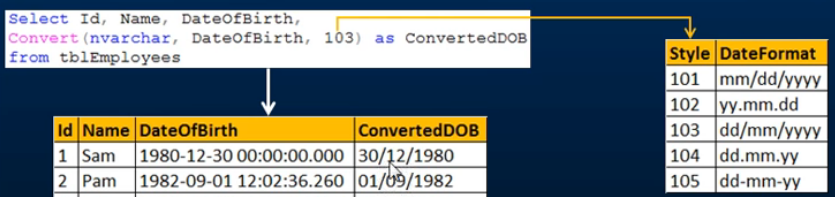 Select Id, Name, DateOfBirth,
Convert(nvarchar, DateOfBirth, 103) as ConvertedDOB
from tblEmployees
Style DateFormat
101 mm/dd/yyyy
102 yy.mm.dd
103 dd/mm/yyyy
104 dd.mm.yy
105 dd-mm-yy
Id Name DateOfBirth ConvertedDOB
1 Sam 1980-12-30 00:00:00.000 30/12/1980
2 Pam 1982-09-01 12:02:36.260 01/09/1982